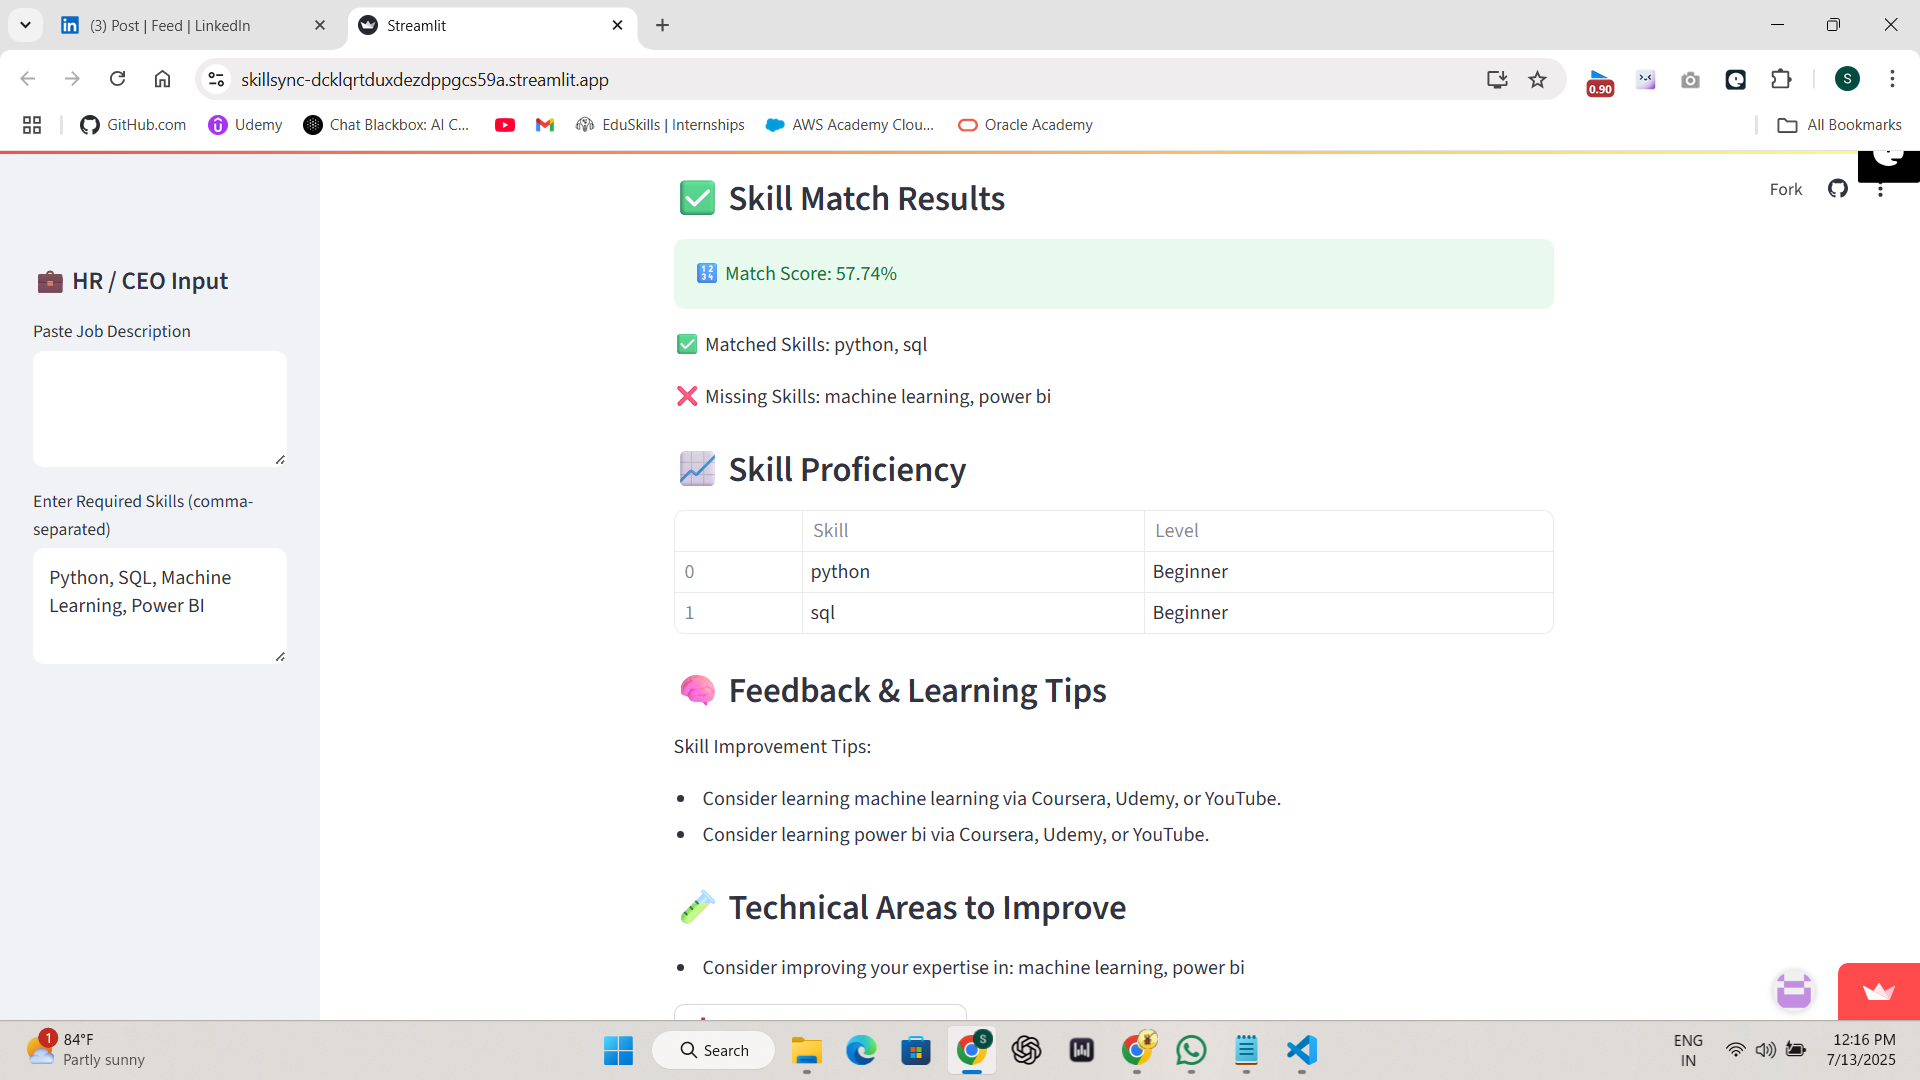 (3) Post | Feed | LinkedIn
Streamlit
skillsync-dcklqrtduxdezdppgcs59a.streamlit.app
0.90
S
GitHub.com
Udemy
Chat Blackbox: AI C...
EduSkills | Internships
AWS Academy Clou...
Oracle Academy
All Bookmarks
Fork
HR / CEO Input
Paste Job Description
Enter Required Skills (comma-
separated)
Python, SQL, Machine
Learning, Power BI
Skill Match Results
Match Score: 57.74%
Matched Skills: python, sql
Missing Skills: machine learning, power bi
Skill Proficiency
Skill Level
0 python Beginner
1 sql Beginner
Feedback & Learning Tips
Skill Improvement Tips:
Consider learning machine learning via Coursera, Udemy, or YouTube.
Consider learning power bi via Coursera, Udemy, or YouTube.
Technical Areas to Improve
Consider improving your expertise in: machine learning, power bi
1
84°F
Partly sunny
Search
S
ENG
IN
12:16 PM
7/13/2025